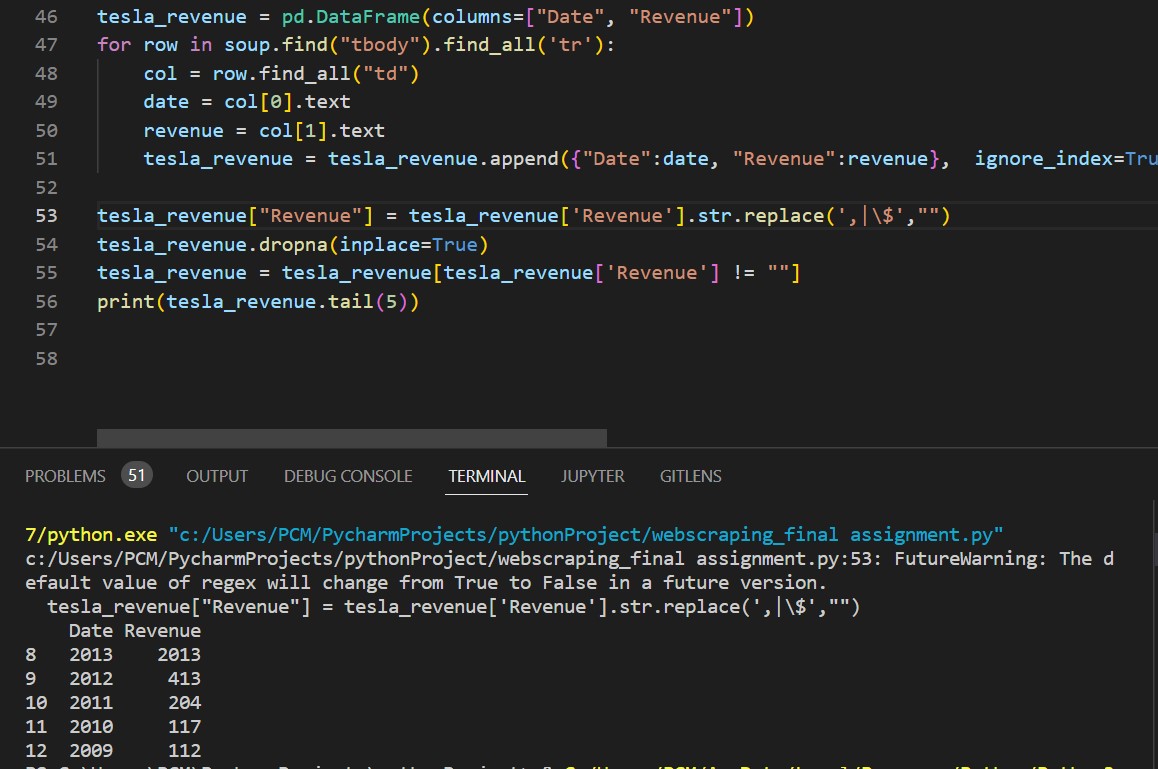 46 tesla_revenue = pd.DataFrame(columns=["Date", "Revenue"])
47 for row in soup.find("tbody").find_all('tr'):
48     col = row.find_all("td")
49     date = col[0].text
50     revenue = col[1].text
51     tesla_revenue = tesla_revenue.append({"Date":date, "Revenue":revenue},  ignore_index=Tru
52
53 tesla_revenue["Revenue"] = tesla_revenue['Revenue'].str.replace(',|\$',"")
54 tesla_revenue.dropna(inplace=True)
55 tesla_revenue = tesla_revenue[tesla_revenue['Revenue'] != ""]
56 print(tesla_revenue.tail(5))
57
58
PROBLEMS 51 OUTPUT DEBUG CONSOLE TERMINAL JUPYTER GITLENS
7/python.exe "c:/Users/PCM/PycharmProjects/pythonProject/webscraping_final assignment.py"
c:/Users/PCM/PycharmProjects/pythonProject/webscraping_final assignment.py:53: FutureWarning: The d
efault value of regex will change from True to False in a future version.
  tesla_revenue["Revenue"] = tesla_revenue['Revenue'].str.replace(',|\$',"")
    Date Revenue
8   2013    2013
9   2012     413
10  2011     204
11  2010     117
12  2009     112